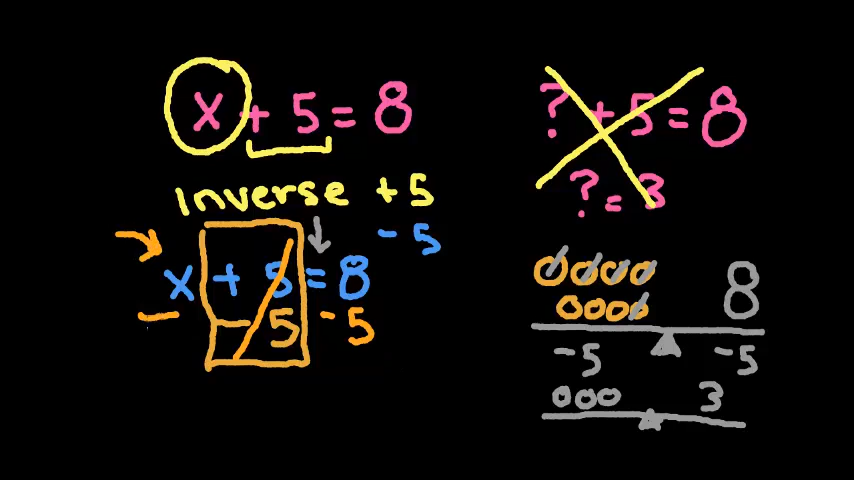 x + 5 = 8
inverse + 5
- 5
x + 5 = 8
- 5 - 5
? + 5 = 8
? = 3
8
-5 -5
3